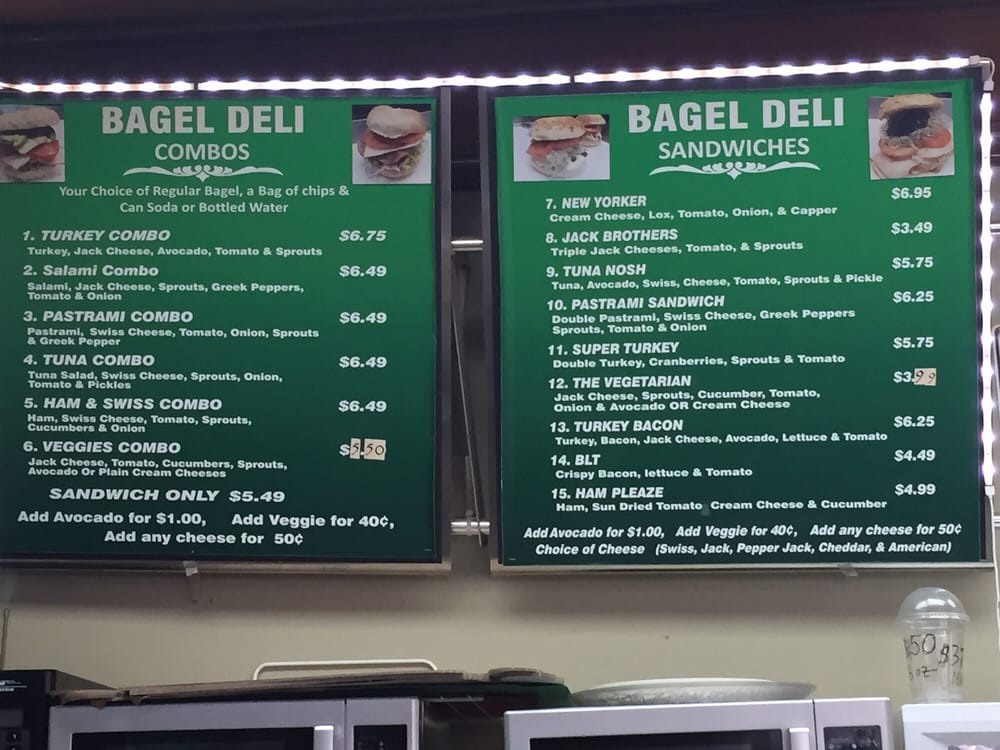 BAGEL DELI
COMBOS
Your Choice of Regular Bagel, a Bag of chips &
Can Soda or Bottled Water
1. TURKEY COMBO $6.75
Turkey, Jack Cheese, Avocado, Tomato & Sprouts
2. Salami Combo $6.49
Salami, Jack Cheese, Sprouts, Greek Peppers,
Tomato & Onion
3. PASTRAMI COMBO $6.49
Pastrami, Swiss Cheese, Tomato, Onion, Sprouts
& Greek Pepper
4. TUNA COMBO $6.49
Tuna Salad, Swiss Cheese, Sprouts, Onion,
Tomato & Pickles
5. HAM & SWISS COMBO $6.49
Ham, Swiss Cheese, Tomato, Sprouts,
Cucumbers & Onion
6. VEGGIES COMBO $5.50
Jack Cheese, Tomato, Cucumbers, Sprouts,
Avocado Or Plain Cream Cheeses
SANDWICH ONLY $5.49
Add Avocado for $1.00, Add Veggie for 40¢,
Add any cheese for 50¢
BAGEL DELI
SANDWICHES
7. NEW YORKER $6.95
Cream Cheese, Lox, Tomato, Onion, & Capper
8. JACK BROTHERS $3.49
Triple Jack Cheeses, Tomato, & Sprouts
9. TUNA NOSH $5.75
Tuna, Avocado, Swiss, Cheese, Tomato, Sprouts & Pickle
10. PASTRAMI SANDWICH $6.25
Double Pastrami, Swiss Cheese, Greek Peppers
Sprouts, Tomato & Onion
11. SUPER TURKEY $5.75
Double Turkey, Cranberries, Sprouts & Tomato
12. THE VEGETARIAN $3.99
Jack Cheese, Sprouts, Cucumber, Tomato,
Onion & Avocado OR Cream Cheese
13. TURKEY BACON $6.25
Turkey, Bacon, Jack Cheese, Avocado, Lettuce & Tomato
14. BLT $4.49
Crispy Bacon, lettuce & Tomato
15. HAM PLEAZE $4.99
Ham, Sun Dried Tomato, Cream Cheese & Cucumber
Add Avocado for $1.00, Add Veggie for 40¢, Add any cheese for 50¢
Choice of Cheese (Swiss, Jack, Pepper Jack, Cheddar, & American)